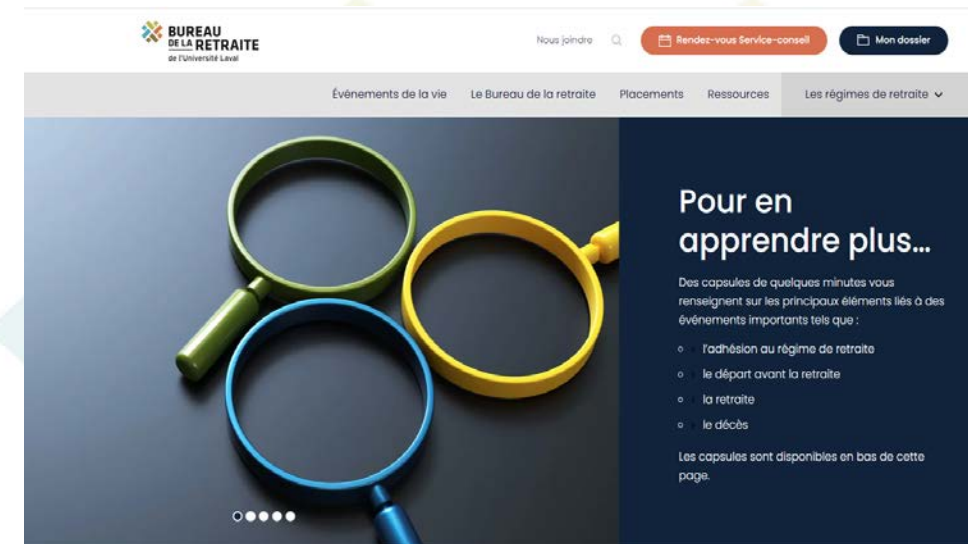 BUREAU
DE LA RETRAITE
de l'Université Laval
Nous joindre
Rendez-vous Service-conseil
Mon dossier
Événements de la vie
Le Bureau de la retraite
Placements
Ressources
Les régimes de retraite
Pour en
apprendre plus...
Des capsules de quelques minutes vous
renseignent sur les principaux éléments liés à des
événements importants tels que :
l'adhésion au régime de retraite
le départ avant la retraite
la retraite
le décès
Les capsules sont disponibles en bas de cette
page.